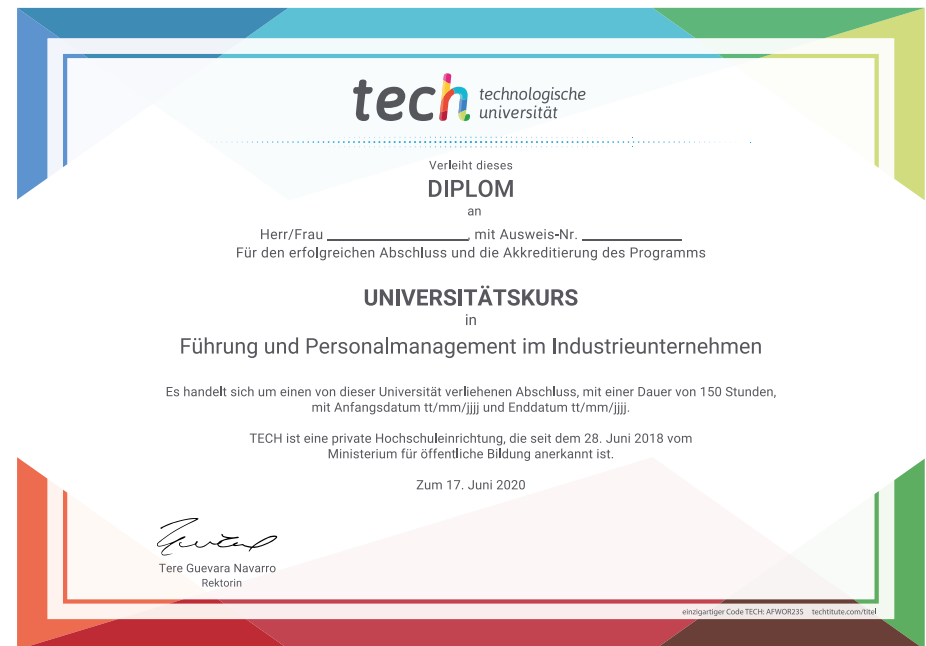 tech technologische
universität
Verleiht dieses
DIPLOM
an
Herr/Frau ____________________, mit Ausweis-Nr. ______________
Für den erfolgreichen Abschluss und die Akkreditierung des Programms
UNIVERSITÄTSKURS
in
Führung und Personalmanagement im Industrieunternehmen
Es handelt sich um einen von dieser Universität verliehenen Abschluss, mit einer Dauer von 150 Stunden,
mit Anfangsdatum tt/mm/jjjj und Enddatum tt/mm/jjjj.
TECH ist eine private Hochschuleinrichtung, die seit dem 28. Juni 2018 vom
Ministerium für öffentliche Bildung anerkannt ist.
Zum 17. Juni 2020
Tere Guevara Navarro
Rektorin
einzigartiger Code TECH: AFWOR23S techtitute.com/titel